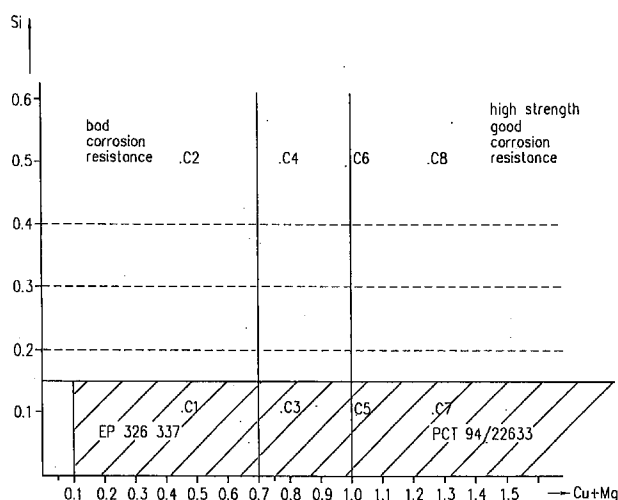 Si
0.6
bad
corrosion
resistance
high strength
good
corrosion
resistance
0.5
.C2
.C4
.C6
.C8
0.4
0.3
0.2
0.1
.C1
.C3
.C5
.C7
EP 326 337
PCT 94/22633
0.1 0.2 0.3 0.4 0.5 0.6 0.7 0.8 0.9 1.0 1.1 1.2 1.3 1.4 1.5
Cu+Mg